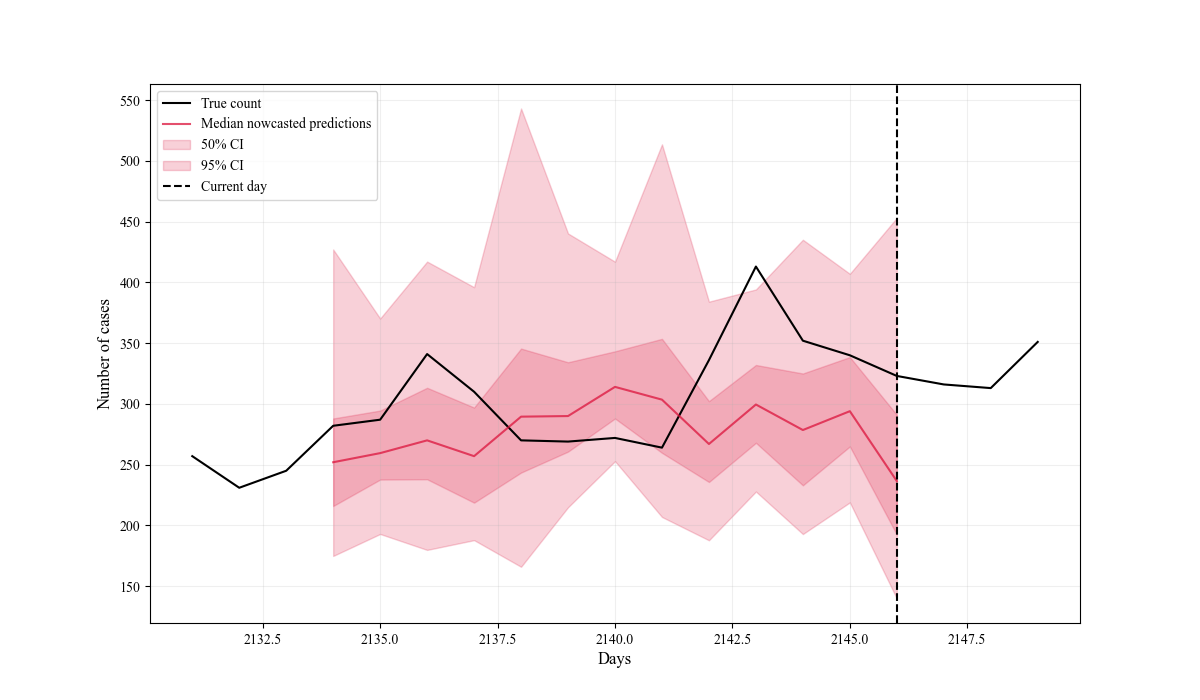 True count
Median nowcasted predictions
50% CI
95% CI
Current day
550
500
450
400
350
300
250
200
150
Number of cases
2132.5 2135.0 2137.5 2140.0 2142.5 2145.0 2147.5
Days